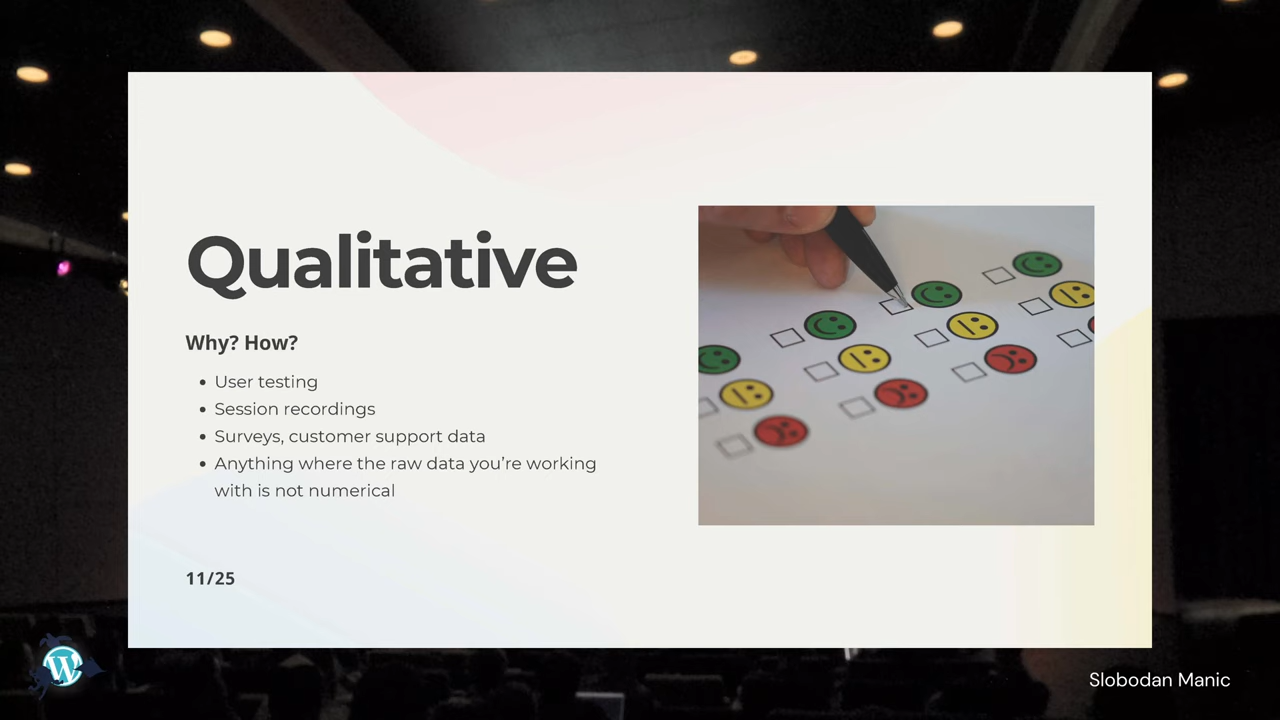 Qualitative
Why? How?
• User testing
• Session recordings
• Surveys, customer support data
• Anything where the raw data you’re working
with is not numerical
11/25
W
Slobodan Manic